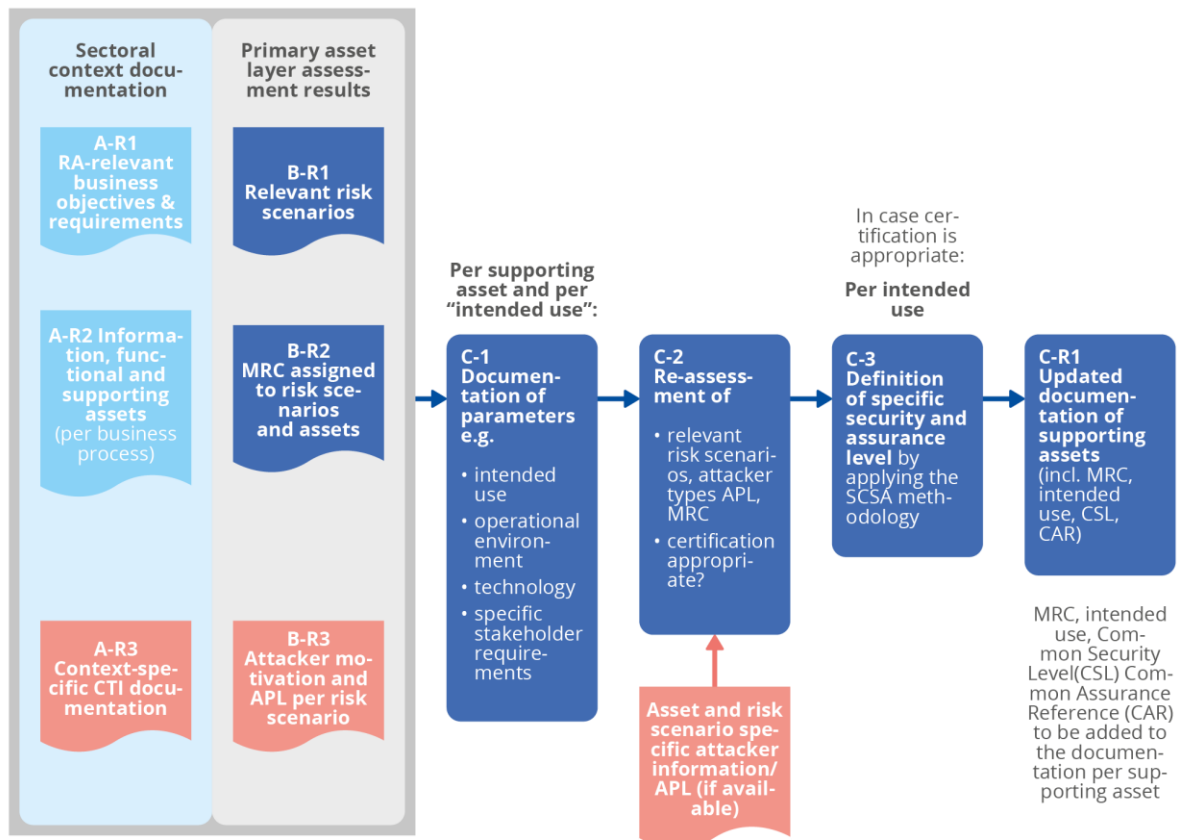 Sectoral
context docu-
mentation
A-R1
RA-relevant
business
objectives &
requirements
A-R2 Informa-
tion, func-
tional and
supporting
assets
(per business
process)
A-R3
Context-spe-
cific CTI docu-
mentation
Primary asset
layer assess-
ment results
B-R1
Relevant risk
scenarios
B-R2
MRC assigned
to risk sce-
narios
and assets
B-R3
Attacker mo-
tivation and
APL per risk
scenario
Per supporting
asset and per
“intended use”:
C-1
Documen-
tation of
parameters
e.g.
• intended
use
• operational
environ-
ment
• technology
• specific
stakeholder
require-
ments
C-2
Re-assess-
ment of
• relevant
risk scenari-
os, attacker
types APL,
MRC
• certification
appropri-
ate?
Asset and risk
scenario spe-
cific attacker
information/
APL (if avail-
able)
In case cer-
tification is
appropriate:
Per intended
use
C-3
Definition
of specific
security and
assurance
level by
applying the
SCSA meth-
odology
C-R1
Updated
documen-
tation of
supporting
assets
(incl. MRC,
intended
use, CSL,
CAR)
MRC, intended
use, Com-
mon Security
Level(CSL) Com-
mon Assurance
Reference (CAR)
to be added to
the documen-
tation per sup-
porting asset